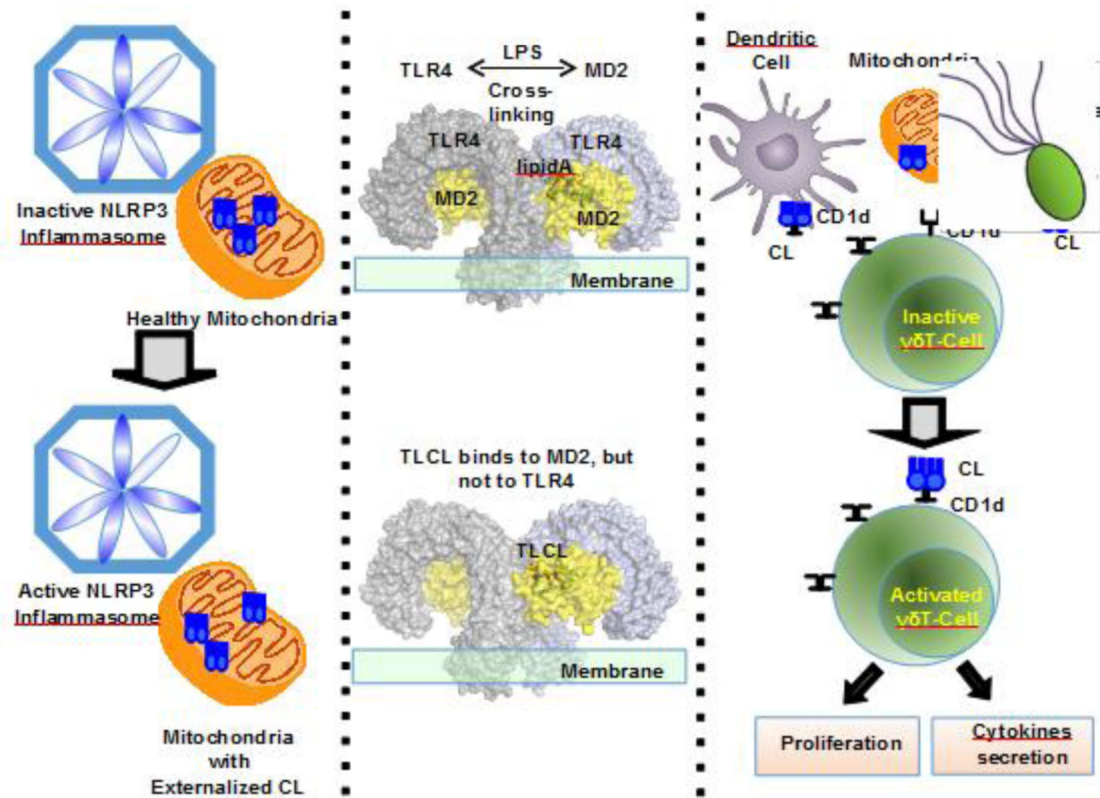 Inactive NLRP3
Inflammasome
Healthy Mitochondria
Active NLRP3
Inflammasome
Mitochondria
with
Externalized CL
LPS
TLR4
MD2
Cross-
linking
TLR4
TLR4
lipidA
MD2
MD2
Membrane
TLCL binds to MD2, but
not to TLR4
TLCL
Membrane
Dendritic
Cell
Mitochondria
CD1d
CL
CD1d
CL
Inactive
γδT-Cell
CL
CD1d
Activated
γδT-Cell
Proliferation
Cytokines
secretion